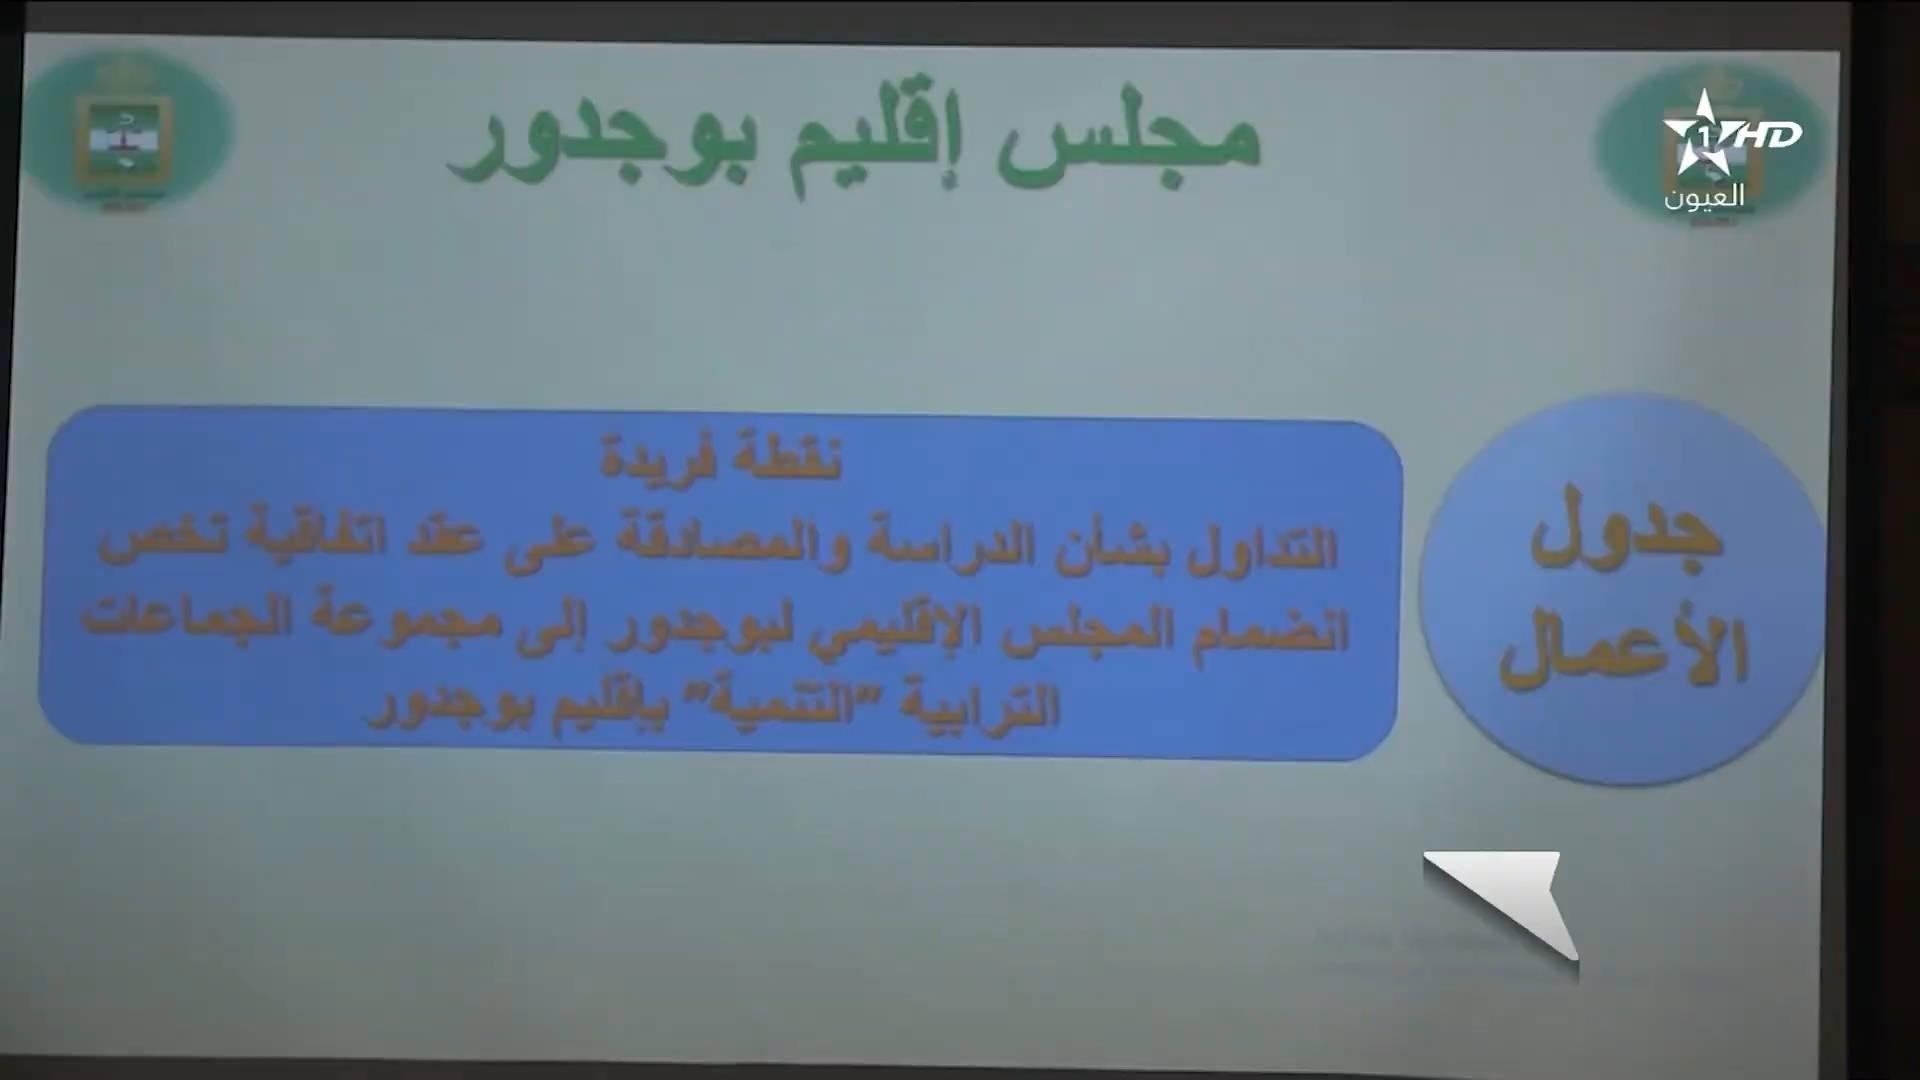 مجلس إقليم بوجدور
1 HD
العيون
جدول
الأعمال
نقطة فريدة
التداول بشأن الدراسة والمصادقة على عقد اتفاقية تخص
انضمام المجلس الإقليمي لبوجدور إلى مجموعة الجماعات
الترابية "التنمية" بإقليم بوجدور